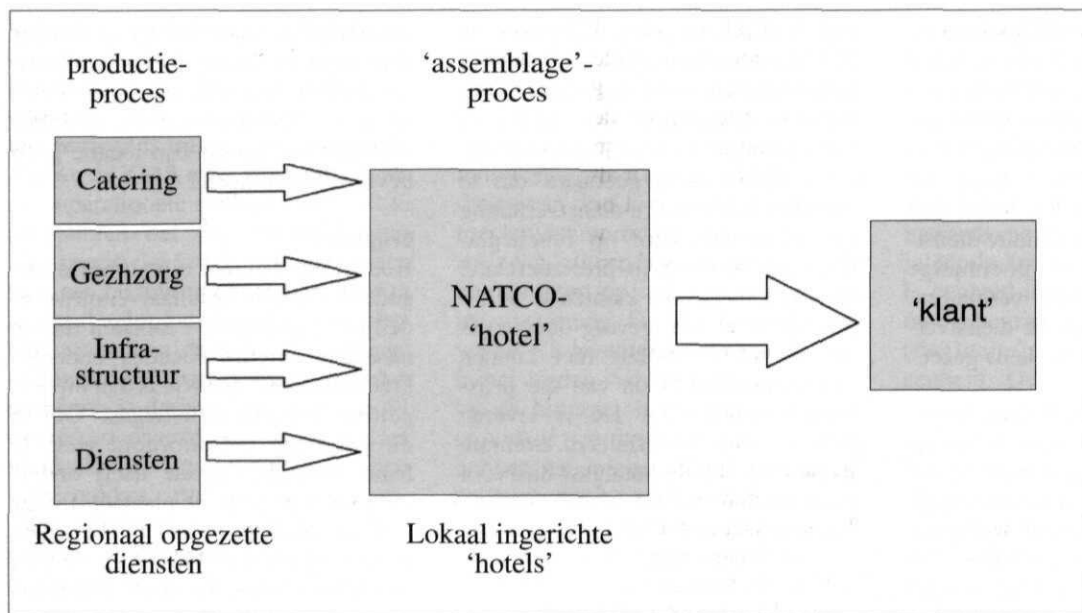 productie-
proces
‘assemblage’-
proces
Catering
Gezhzorg
Infra-
structuur
Diensten
NATCO-
‘hotel’
‘klant’
Regionaal opgezette
diensten
Lokaal ingerichte
‘hotels’